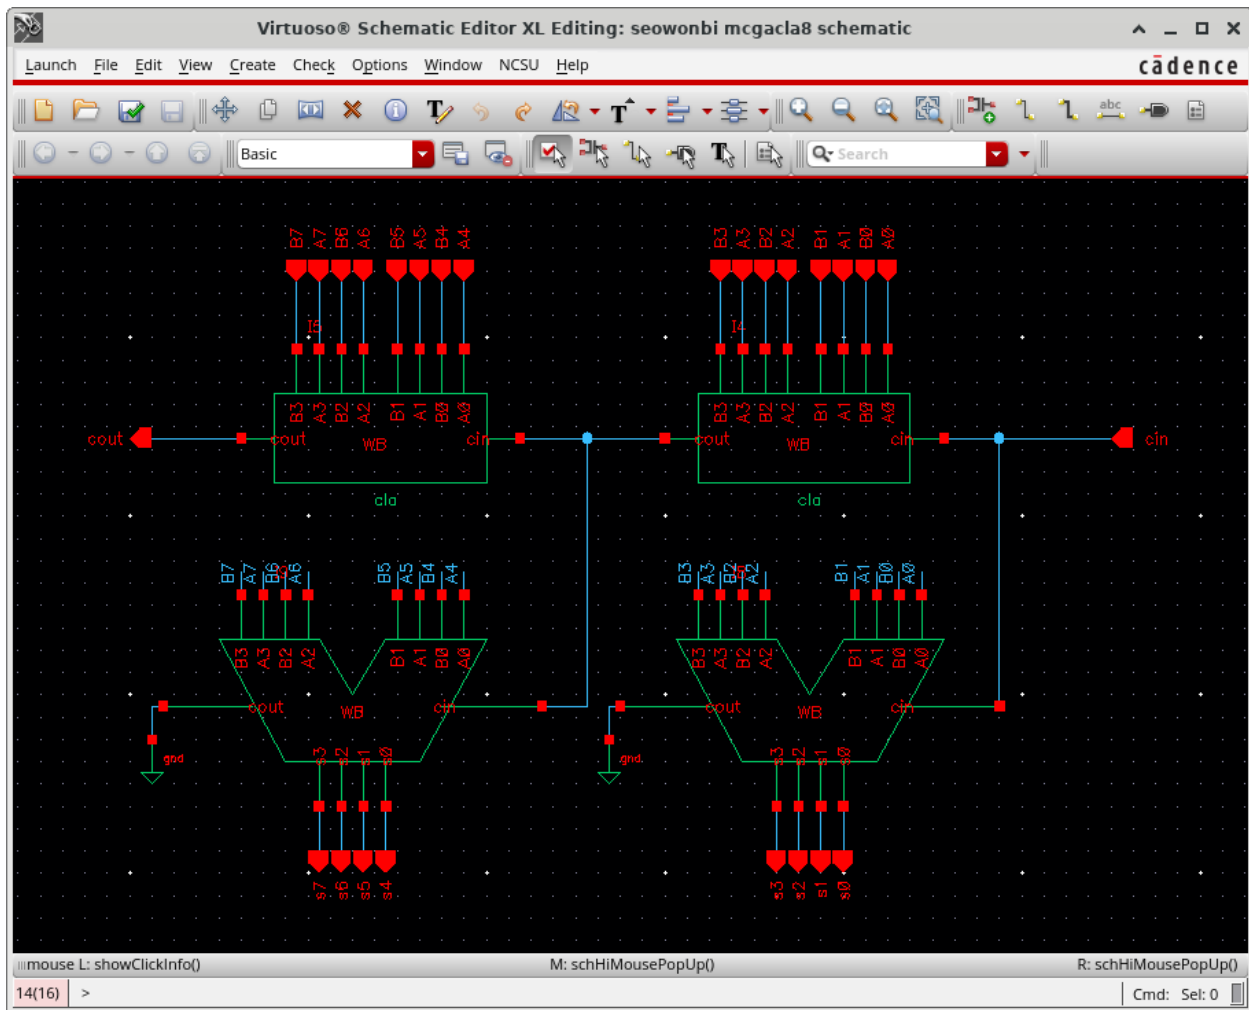 Virtuoso® Schematic Editor XL Editing: seowonbi mcgacla8 schematic
Launch File Edit View Create Check Options Window NCSU Help
cādence
abc
Basic
Search
B7 A7 B6 A6 B5 A5 B4 A4
B3 A3 B2 A2 B1 A1 B0 A0
I5
I4
B3 A3 B2 A2 B1 A1 B0 A0
B3 A3 B2 A2 B1 A1 B0 A0
cout cout WB cin cout WB cin cin
cla
cla
B7 A7 B6 A6 B5 A5 B4 A4
B3 A3 B2 A2 B1 A1 B0 A0
B3 A3 B2 A2 B1 A1 B0 A0
B3 A3 B2 A2 B1 A1 B0 A0
cout WB cin cout WB cin
s3 s2 s1 s0
s3 s2 s1 s0
gnd
gnd
s7 s6 s5 s4
s3 s2 s1 s0
mouse L: showClickInfo() M: schHiMousePopUp() R: schHiMousePopUp()
14(16) > Cmd: Sel: 0